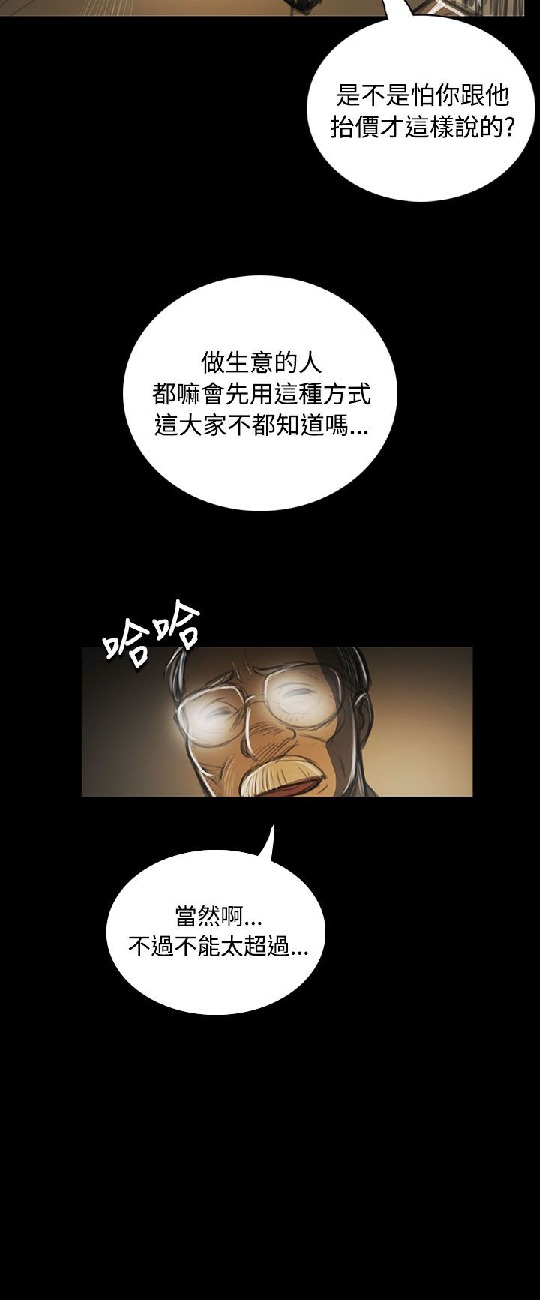 是不是怕你跟他
抬價才這樣說的?
做生意的人
都嘛會先用這種方式
這大家不都知道嗎...
哈哈
當然啊...
不過不能太超過...